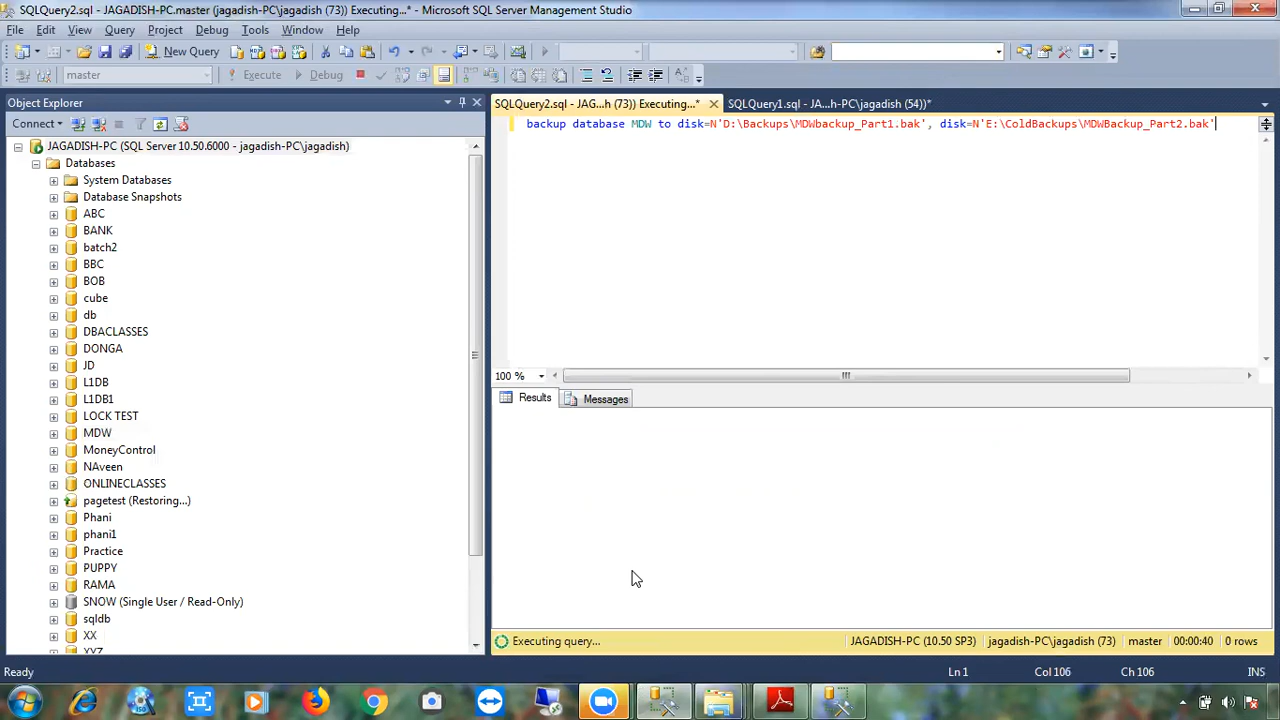 SQLQuery2.sql - JAGADISH-PC.master (jagadish-PC\jagadish (73)) Executing...* - Microsoft SQL Server Management Studio
File Edit View Query Project Debug Tools Window Help
New Query
master Execute Debug
Object Explorer
SQLQuery2.sql - JAG...h (73)) Executing...* SQLQuery1.sql - JA...h-PC\jagadish (54))*
Connect
backup database MDW to disk=N'D:\Backups\MDWbackup_Part1.bak', disk=N'E:\ColdBackups\MDWBackup_Part2.bak'
JAGADISH-PC (SQL Server 10.50.6000 - jagadish-PC\jagadish)
Databases
System Databases
Database Snapshots
ABC
BANK
batch2
BBC
BOB
cube
db
DBACLASSES
DONGA
JD
L1DB
L1DB1
LOCK TEST
MDW
MoneyControl
NAveen
ONLINECLASSES
pagetest (Restoring...)
Phani
phani1
Practice
PUPPY
RAMA
SNOW (Single User / Read-Only)
sqldb
XX
XYZ
100 %
Results Messages
Executing query... JAGADISH-PC (10.50 SP3) jagadish-PC\jagadish (73) master 00:00:40 0 rows
Ready Ln 1 Col 106 Ch 106 INS